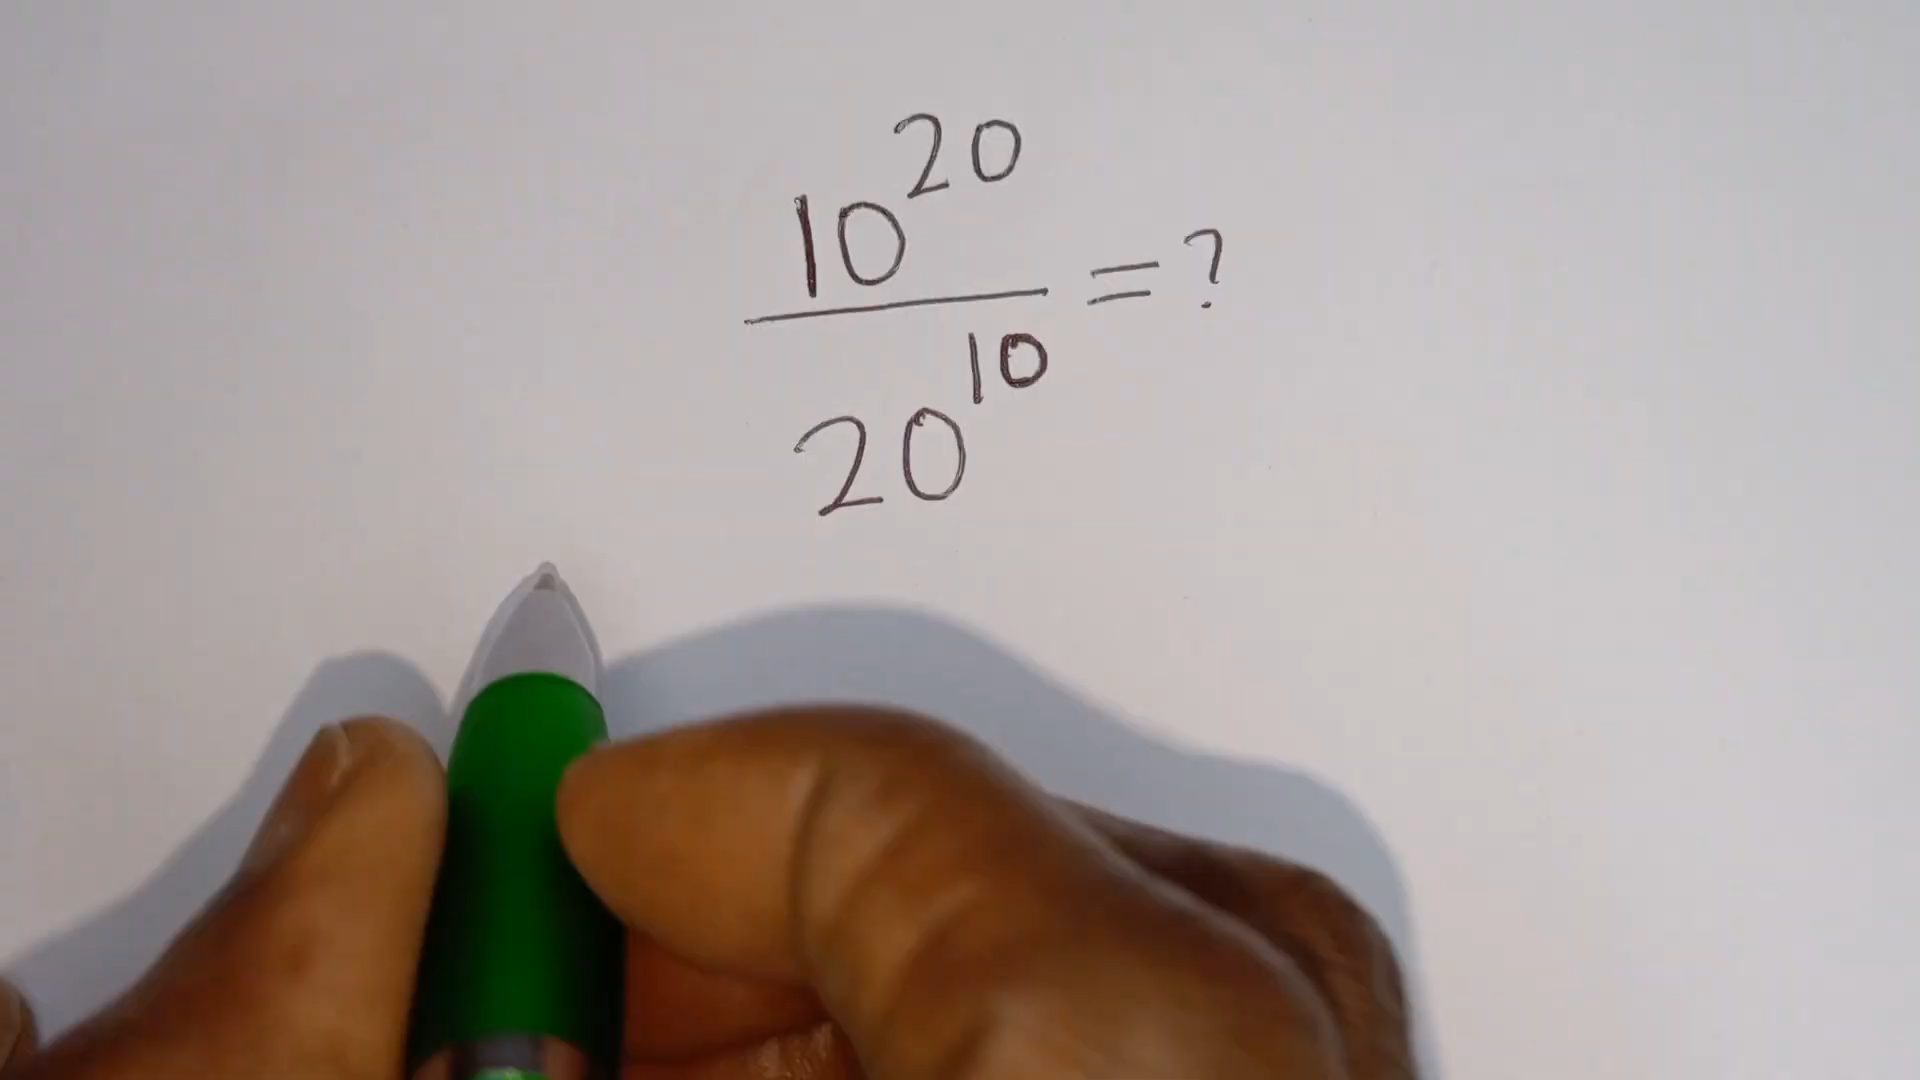 10^20
———— = ?
20^10